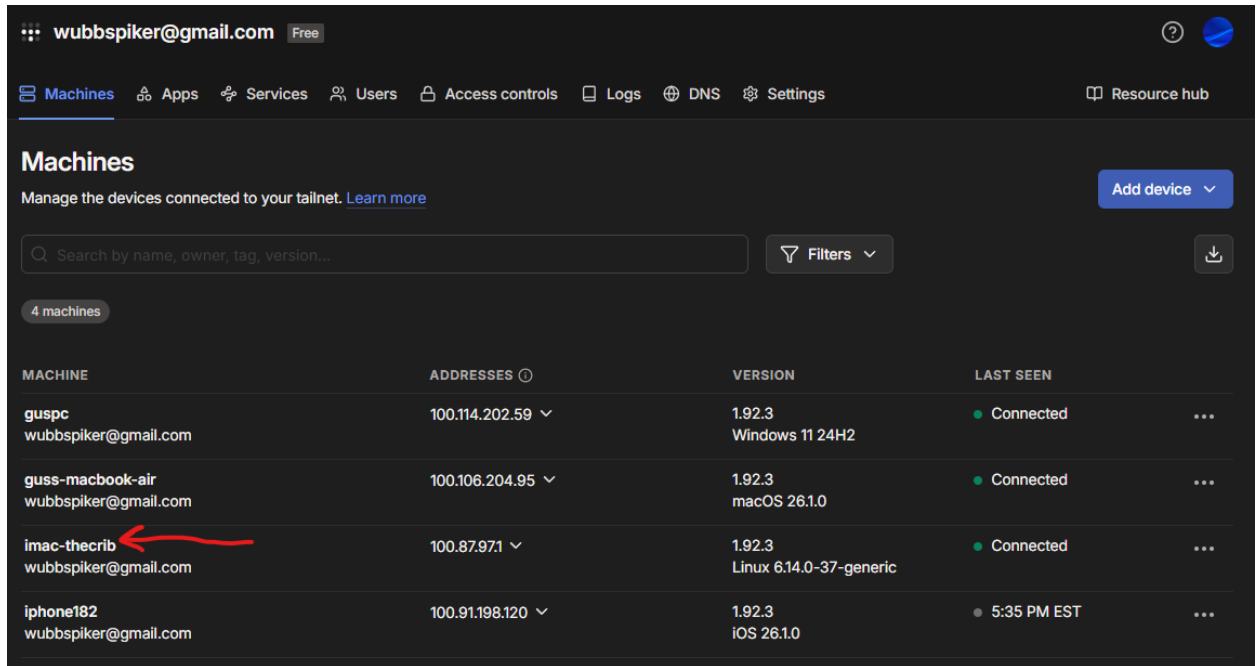 wubbspiker@gmail.com Free
Machines Apps Services Users Access controls Logs DNS Settings Resource hub
Machines
Manage the devices connected to your tailnet. Learn more
Add device
Search by name, owner, tag, version...
Filters
4 machines
MACHINE ADDRESSES VERSION LAST SEEN
guspc 100.114.202.59 1.92.3 Connected
wubbspiker@gmail.com Windows 11 24H2
guss-macbook-air 100.106.204.95 1.92.3 Connected
wubbspiker@gmail.com macOS 26.1.0
imac-thecrib 100.87.97.1 1.92.3 Connected
wubbspiker@gmail.com Linux 6.14.0-37-generic
iphone182 100.91.198.120 1.92.3 5:35 PM EST
wubbspiker@gmail.com iOS 26.1.0